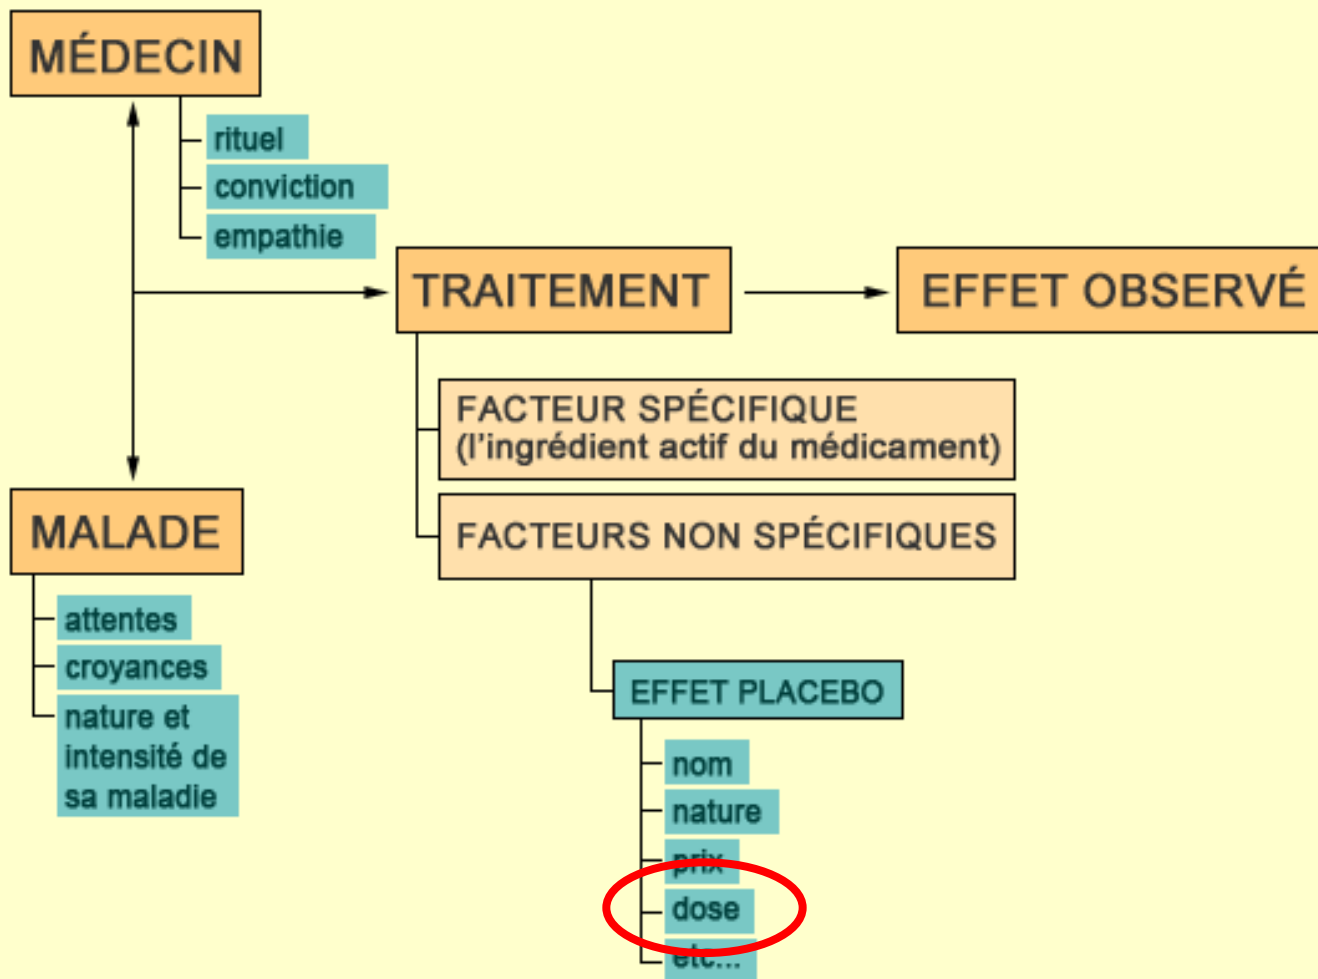 MÉDECIN
rituel
conviction
empathie
TRAITEMENT
EFFET OBSERVÉ
FACTEUR SPÉCIFIQUE
(l'ingrédient actif du médicament)
FACTEURS NON SPÉCIFIQUES
MALADE
attentes
croyances
nature et
intensité de
sa maladie
EFFET PLACEBO
nom
nature
prix
dose
etc...